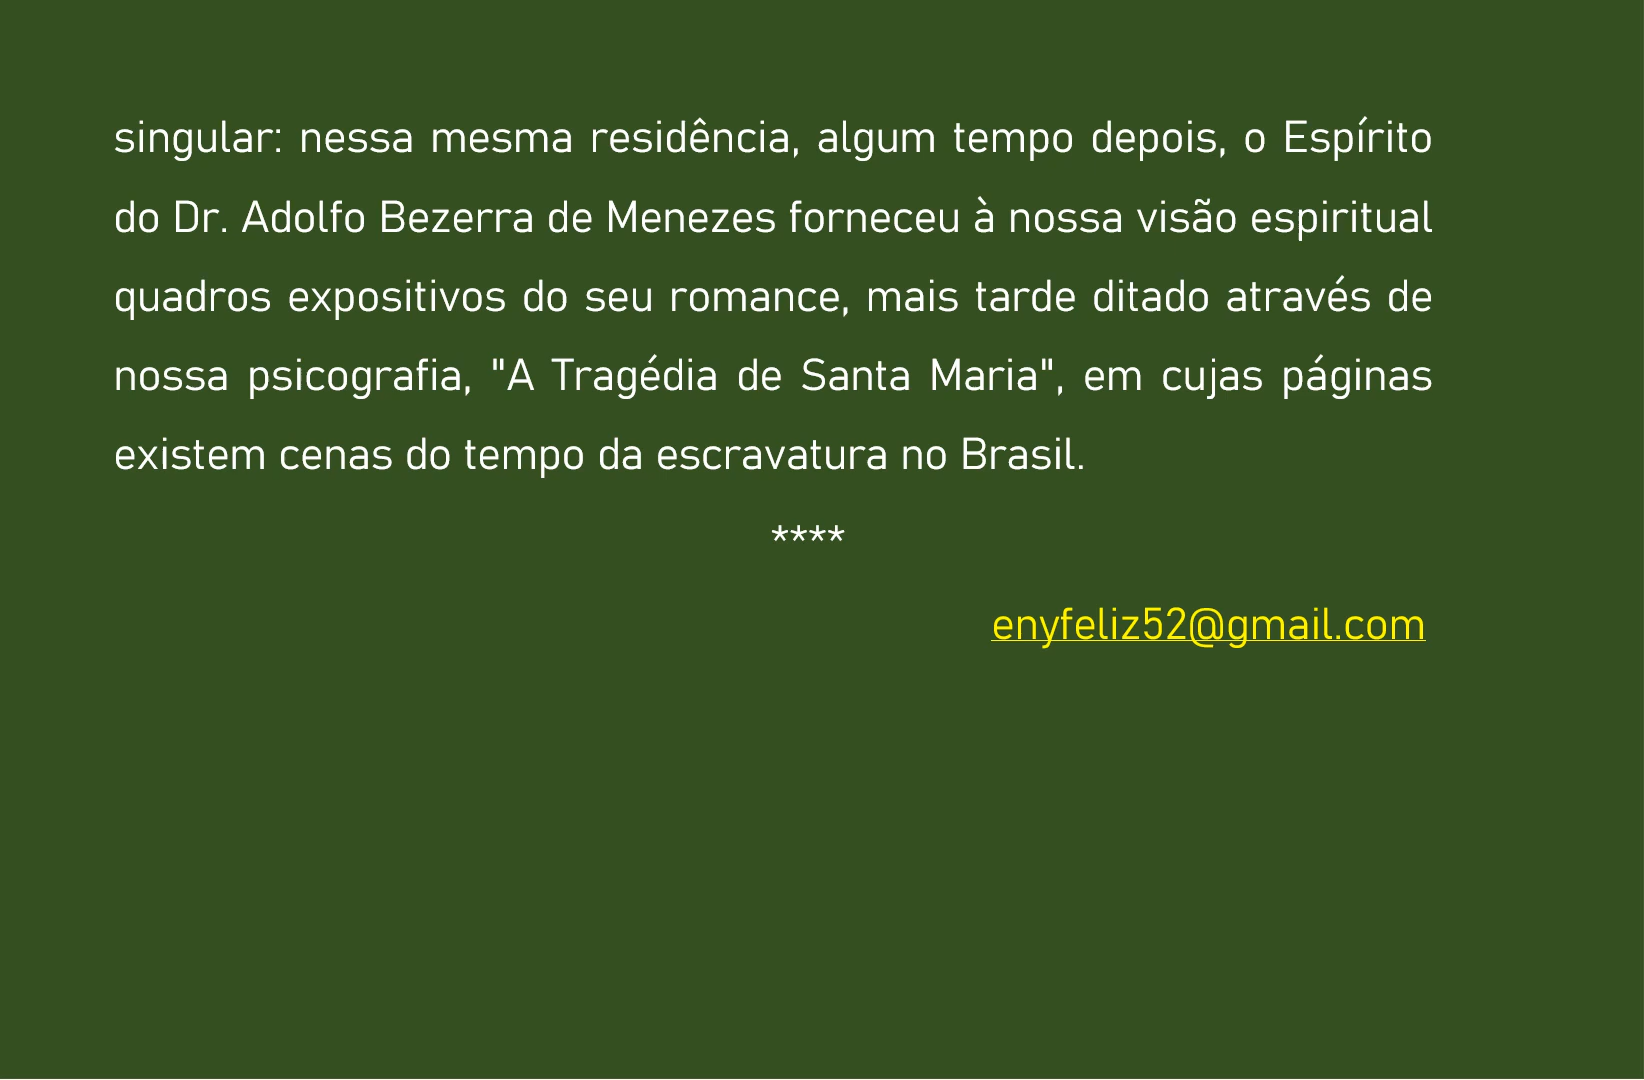 singular: nessa mesma residência, algum tempo depois, o Espírito
do Dr. Adolfo Bezerra de Menezes forneceu à nossa visão espiritual
quadros expositivos do seu romance, mais tarde ditado através de
nossa psicografia, "A Tragédia de Santa Maria", em cujas páginas
existem cenas do tempo da escravatura no Brasil.
****
enyfeliz52@gmail.com